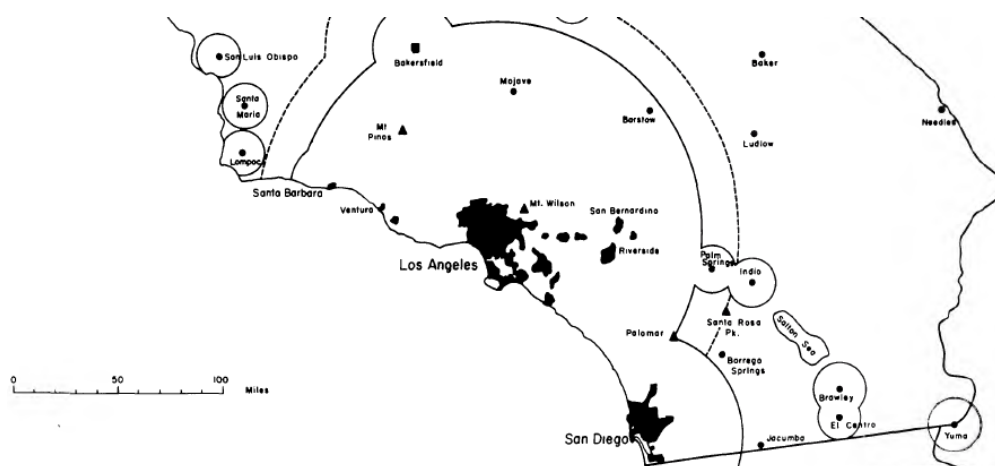 San Luis Obispo
Bakersfield
Baker
Mojave
Santa
Maria
Barstow
Needles
Mt
Pinos
Ludlow
Lompoc
Santa Barbara
Ventura
Mt. Wilson
San Bernardino
Riverside
Los Angeles
Palm
Springs
Indio
Santa Rosa
Pk.
Salton Sea
Palomar
Borrego
Springs
0 50 100
Miles
Brawley
El Centro
Yuma
San Diego
Jacumba